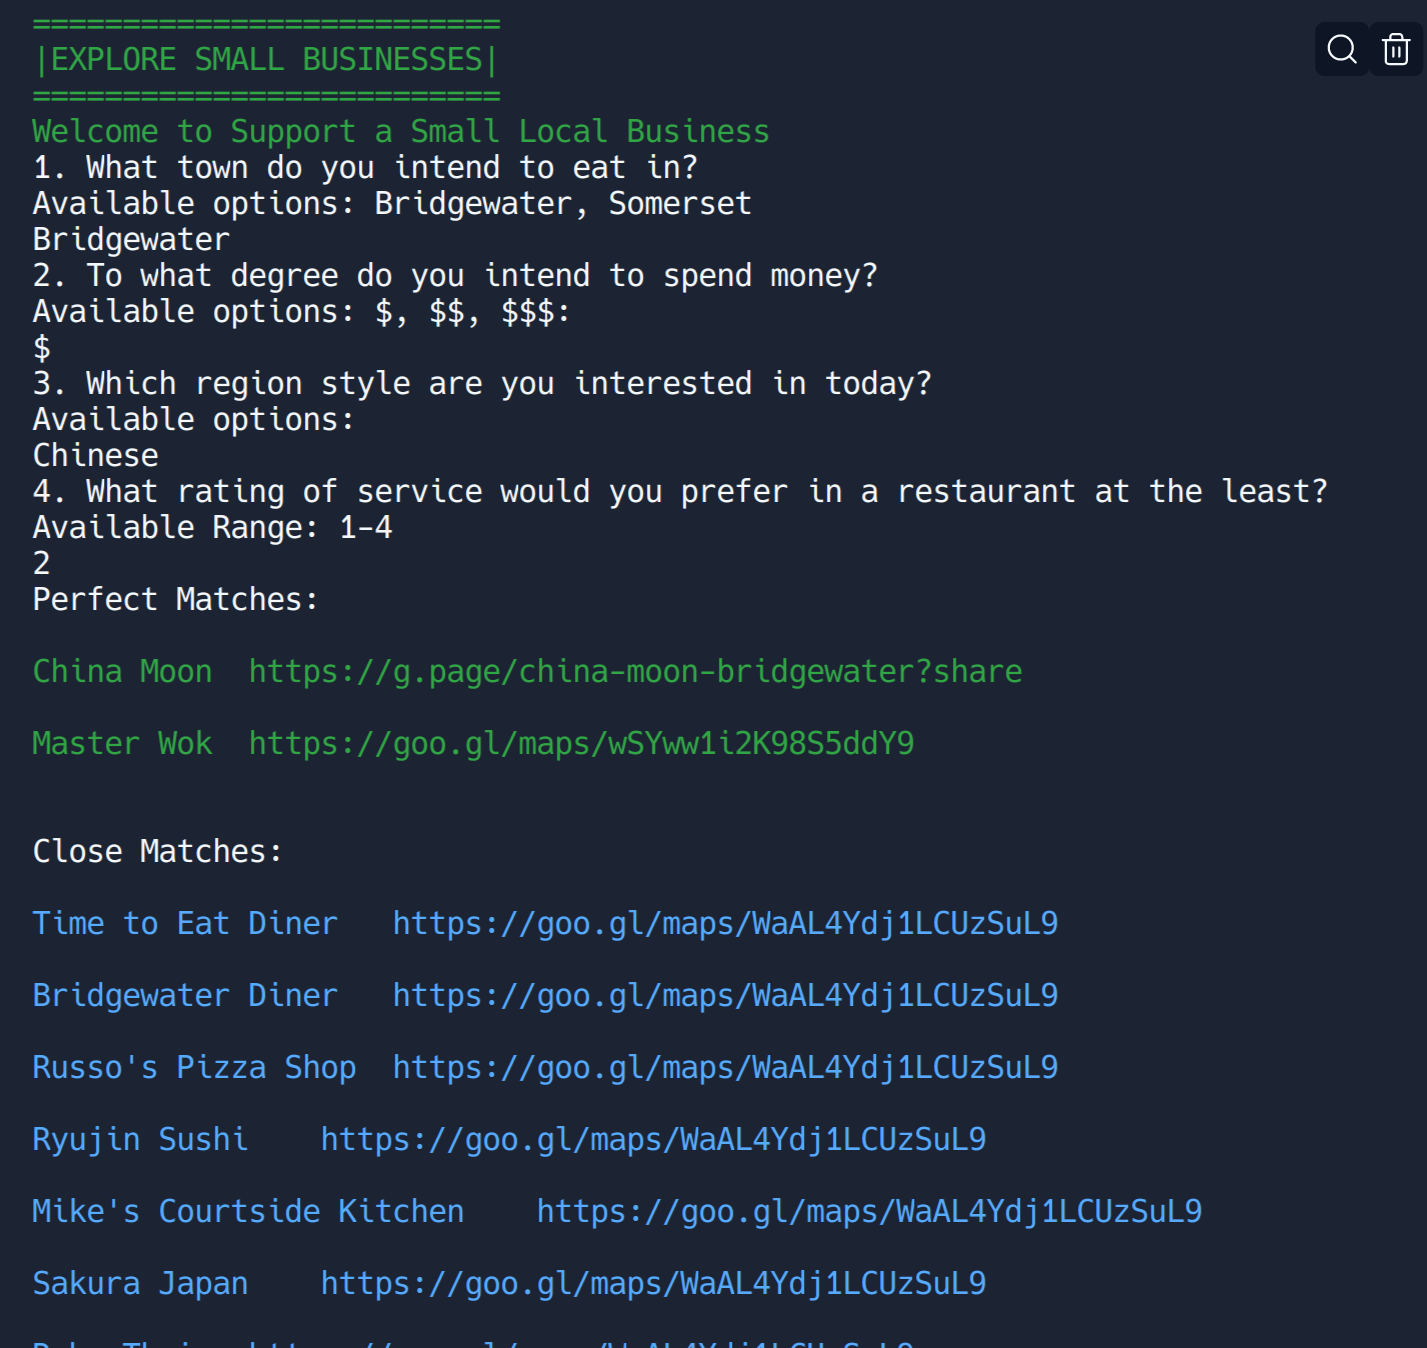 ==========================
|EXPLORE SMALL BUSINESSES|
==========================
Welcome to Support a Small Local Business
1. What town do you intend to eat in?
Available options: Bridgewater, Somerset
Bridgewater
2. To what degree do you intend to spend money?
Available options: $, $$, $$$:
$
3. Which region style are you interested in today?
Available options:
Chinese
4. What rating of service would you prefer in a restaurant at the least?
Available Range: 1-4
2
Perfect Matches:
China Moon  https://g.page/china-moon-bridgewater?share
Master Wok  https://goo.gl/maps/wSYww1i2K98S5ddY9
Close Matches:
Time to Eat Diner   https://goo.gl/maps/WaAL4Ydj1LCUzSuL9
Bridgewater Diner   https://goo.gl/maps/WaAL4Ydj1LCUzSuL9
Russo's Pizza Shop  https://goo.gl/maps/WaAL4Ydj1LCUzSuL9
Ryujin Sushi    https://goo.gl/maps/WaAL4Ydj1LCUzSuL9
Mike's Courtside Kitchen    https://goo.gl/maps/WaAL4Ydj1LCUzSuL9
Sakura Japan    https://goo.gl/maps/WaAL4Ydj1LCUzSuL9